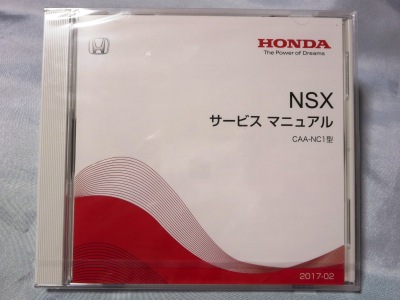 HONDA
The Power of Dreams
NSX
サービス マニュアル
CAA-NC1型
2017-02